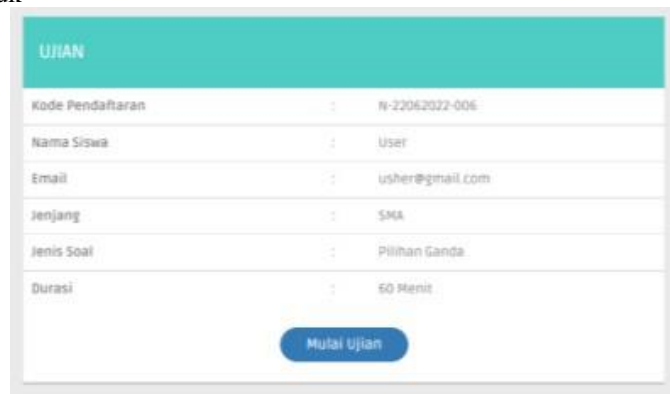 UJIAN
Kode Pendaftaran : N-22062022-006
Nama Siswa : User
Email : usher@gmail.com
Jenjang : SMA
Jenis Soal : Pilihan Ganda
Durasi : 60 Menit
Mulai Ujian